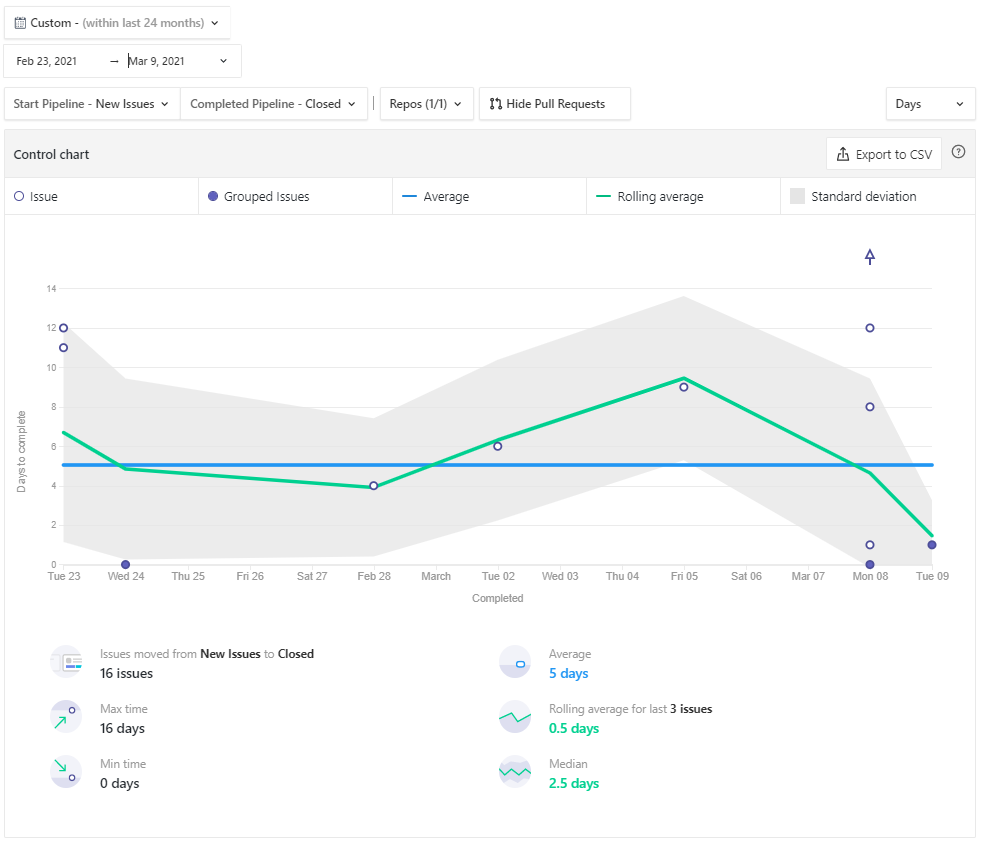 Custom - (within last 24 months)
Feb 23, 2021 → Mar 9, 2021
Start Pipeline - New Issues Completed Pipeline - Closed Repos (1/1) Hide Pull Requests Days
Control chart Export to CSV ?
Issue Grouped Issues Average Rolling average Standard deviation
14
12
10
8
6
4
2
0
Days to complete
Tue 23 Wed 24 Thu 25 Fri 26 Sat 27 Feb 28 March Tue 02 Wed 03 Thu 04 Fri 05 Sat 06 Mar 07 Mon 08 Tue 09
Completed
Issues moved from New Issues to Closed
16 issues
Average
5 days
Max time
16 days
Rolling average for last 3 issues
0.5 days
Min time
0 days
Median
2.5 days